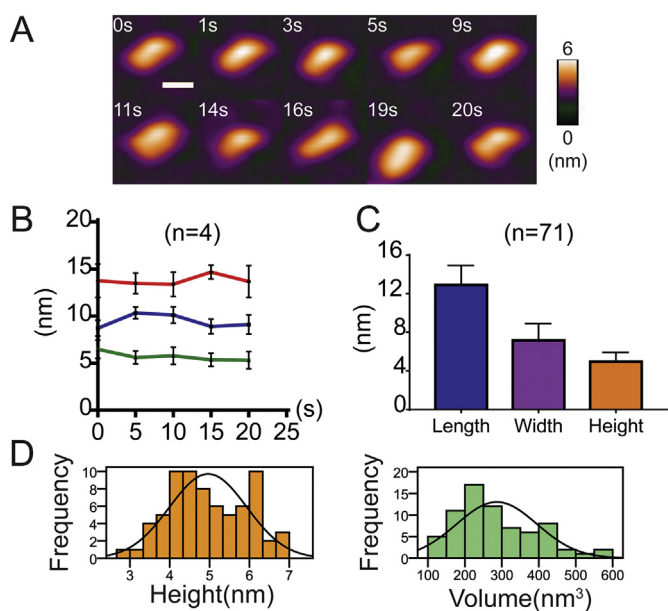 A
0s 1s 3s 5s 9s
11s 14s 16s 19s 20s
6
0
(nm)
B
(n=4)
20
15
10
5
0
(nm)
0 5 10 15 20 25
(s)
C
(n=71)
16
12
8
4
0
(nm)
Length Width Height
D
Frequency
10
8
6
4
2
0
3 4 5 6 7
Height(nm)
Frequency
20
15
10
5
0
100 200 300 400 500 600
Volume(nm³)